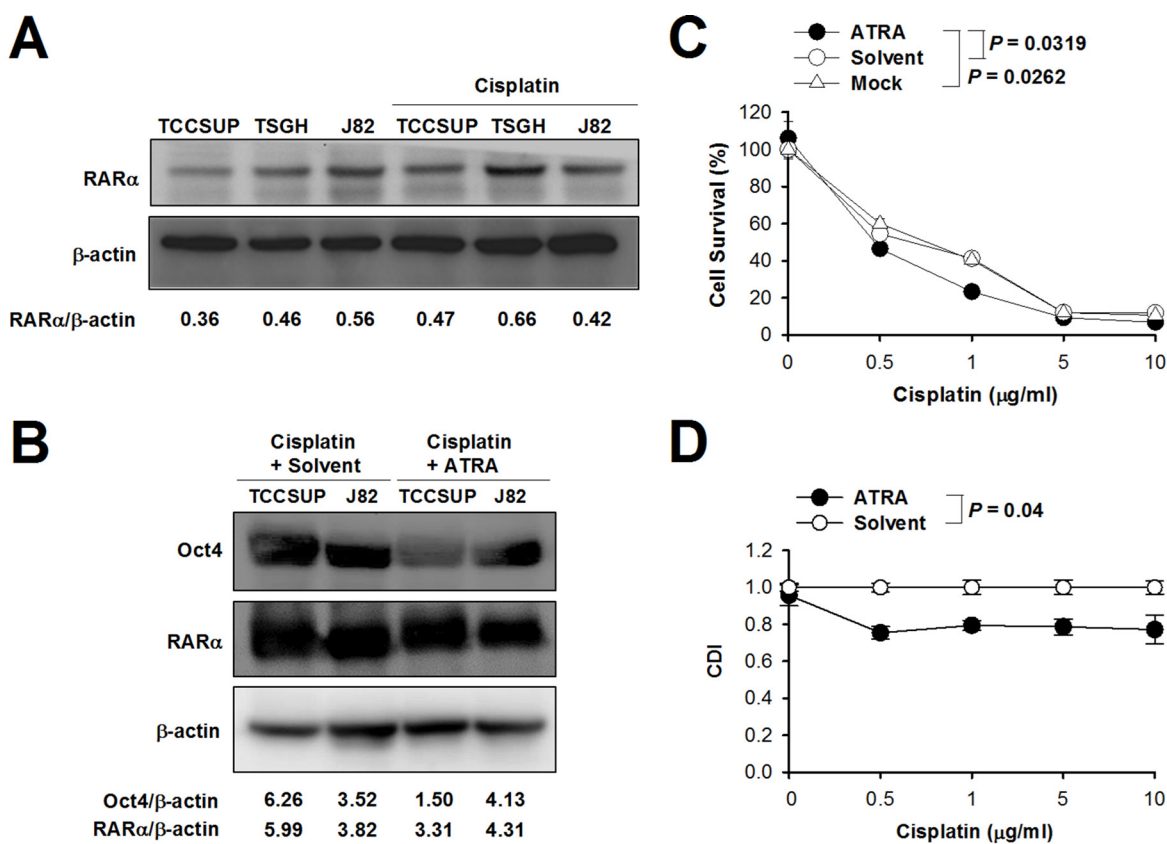 A
Cisplatin
TCCSUP TSGH J82 TCCSUP TSGH J82
RARα
β-actin
RARα/β-actin 0.36 0.46 0.56 0.47 0.66 0.42
B
Cisplatin + Solvent
Cisplatin + ATRA
TCCSUP J82 TCCSUP J82
Oct4
RARα
β-actin
Oct4/β-actin 6.26 3.52 1.50 4.13
RARα/β-actin 5.99 3.82 3.31 4.31
C
ATRA
Solvent
Mock
P = 0.0319
P = 0.0262
Cell Survival (%)
120
100
80
60
40
20
0
0 0.5 1 5 10
Cisplatin (μg/ml)
D
ATRA
Solvent
P = 0.04
CDI
1.2
1.0
0.8
0.6
0.4
0.2
0.0
0 0.5 1 5 10
Cisplatin (μg/ml)